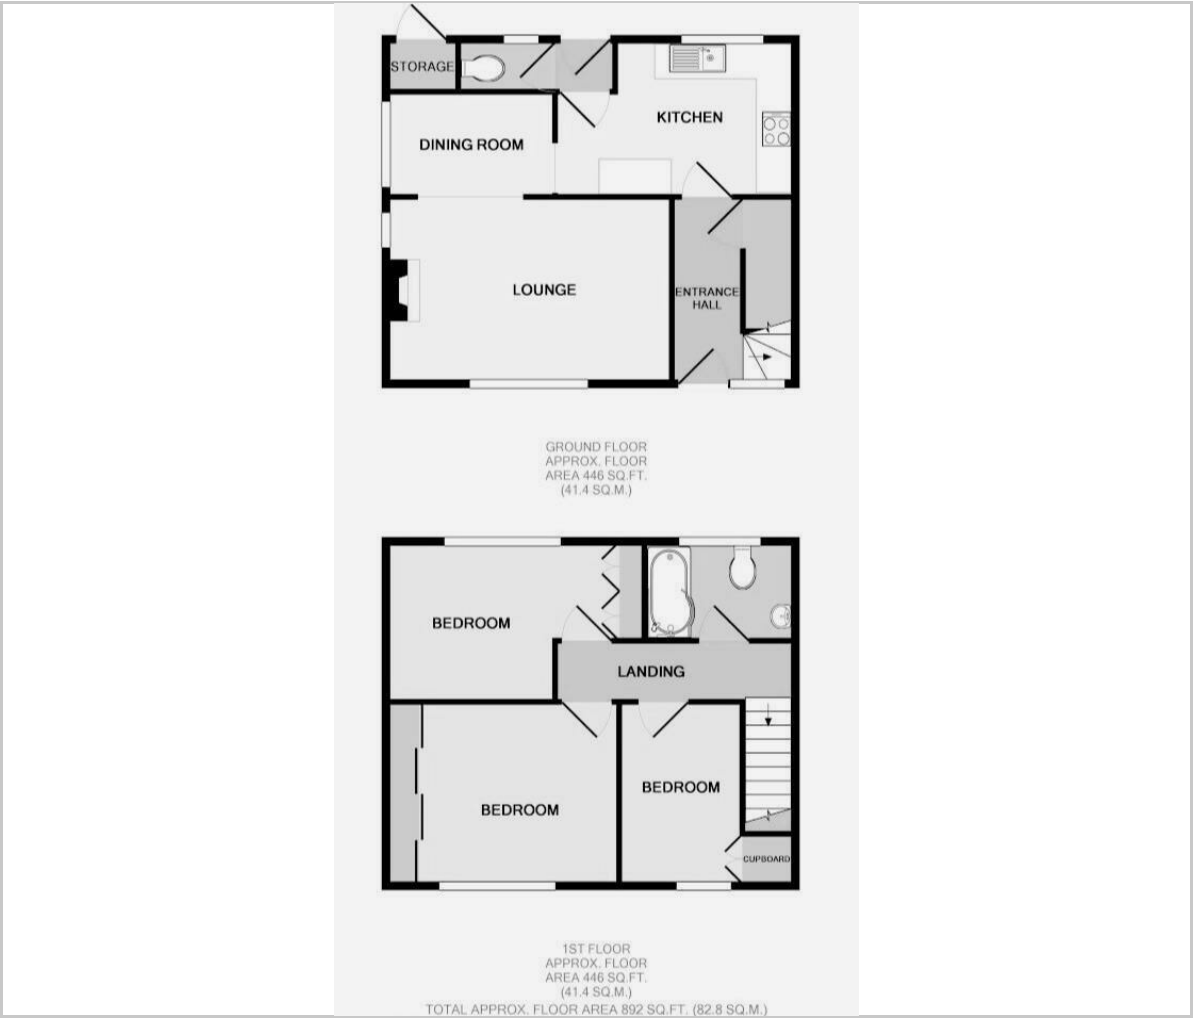 STORAGE
KITCHEN
DINING ROOM
LOUNGE
ENTRANCE
HALL
GROUND FLOOR
APPROX. FLOOR
AREA 446 SQ.FT.
(41.4 SQ.M.)
BEDROOM
LANDING
BEDROOM
BEDROOM
CUPBOARD
1ST FLOOR
APPROX. FLOOR
AREA 446 SQ.FT.
(41.4 SQ.M.)
TOTAL APPROX. FLOOR AREA 892 SQ.FT. (82.8 SQ.M.)